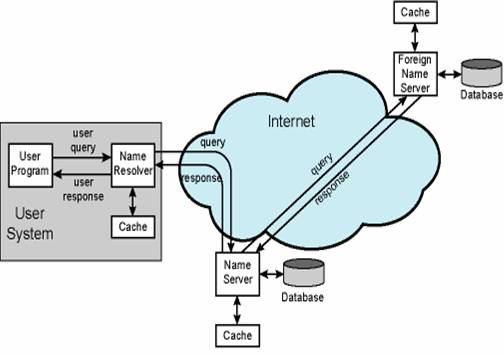 Cache
Foreign
Name
Server
Database
Internet
user
query
User
Program
Name
Resolver
user
response
Cache
User
System
query
response
query
response
Name
Server
Database
Cache